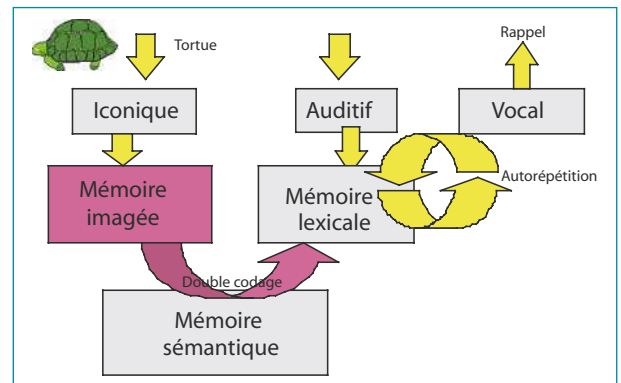 Tortue
Rappel
Iconique
Auditif
Vocal
Mémoire
imagée
Mémoire
lexicale
Autorépétition
Double codage
Mémoire
sémantique